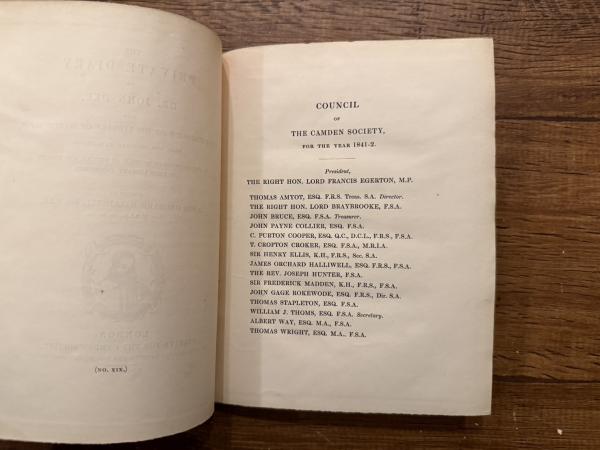 (NO. XIX.)
COUNCIL
OF
THE CAMDEN SOCIETY,
FOR THE YEAR 1841-2.
President,
THE RIGHT HON. LORD FRANCIS EGERTON, M.P.
THOMAS AMYOT, ESQ. F.R.S. Treas. S.A. Director.
THE RIGHT HON. LORD BRAYBROOKE, F.S.A.
JOHN BRUCE, ESQ. F.S.A. Treasurer.
JOHN PAYNE COLLIER, ESQ. F.S.A.
C. PURTON COOPER, ESQ. Q.C., D.C.L., F.R.S., F.S.A.
T. CROFTON CROKER, ESQ. F.S.A., M.R.I.A.
SIR HENRY ELLIS, K.H., F.R.S., Sec. S.A.
JAMES ORCHARD HALLIWELL, ESQ. F.R.S., F.S.A.
THE REV. JOSEPH HUNTER, F.S.A.
SIR FREDERICK MADDEN, K.H., F.R.S., F.S.A.
JOHN GAGE ROKEWODE, ESQ. F.R.S., Dir. S.A.
THOMAS STAPLETON, ESQ. F.S.A.
WILLIAM J. THOMS, ESQ. F.S.A. Secretary.
ALBERT WAY, ESQ. M.A., F.S.A.
THOMAS WRIGHT, ESQ. M.A., F.S.A.